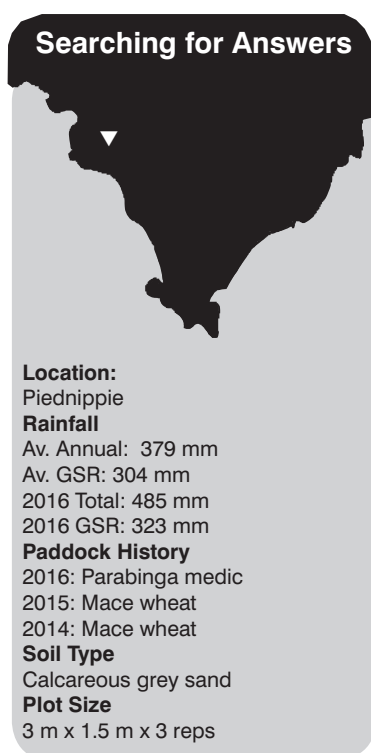 Searching for Answers
Location:
Piednippie
Rainfall
Av. Annual: 379 mm
Av. GSR: 304 mm
2016 Total: 485 mm
2016 GSR: 323 mm
Paddock History
2016: Parabinga medic
2015: Mace wheat
2014: Mace wheat
Soil Type
Calcareous grey sand
Plot Size
3 m x 1.5 m x 3 reps